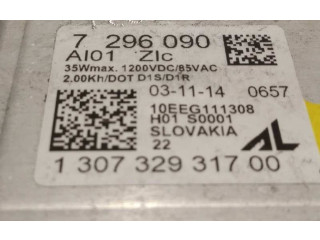 7 296 090
AI01 ZIc
35Wmax. 1200VDC/85VAC
2.00Kh/DOT D1S/D1R
03-11-14 0657
10EEG111308
H01 S0001
SLOVAKIA
22
AL
1 307 329 317 00